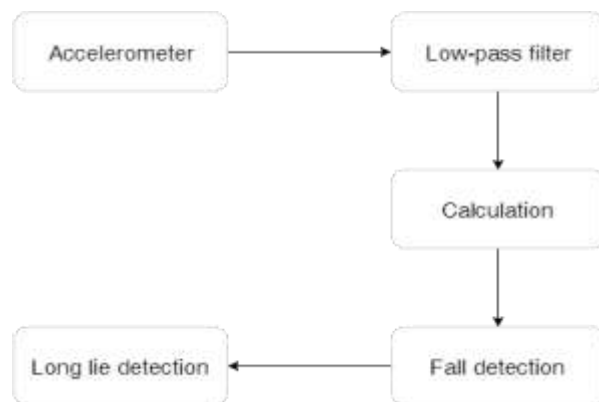 Accelerometer
Low-pass filter
Calculation
Fall detection
Long lie detection